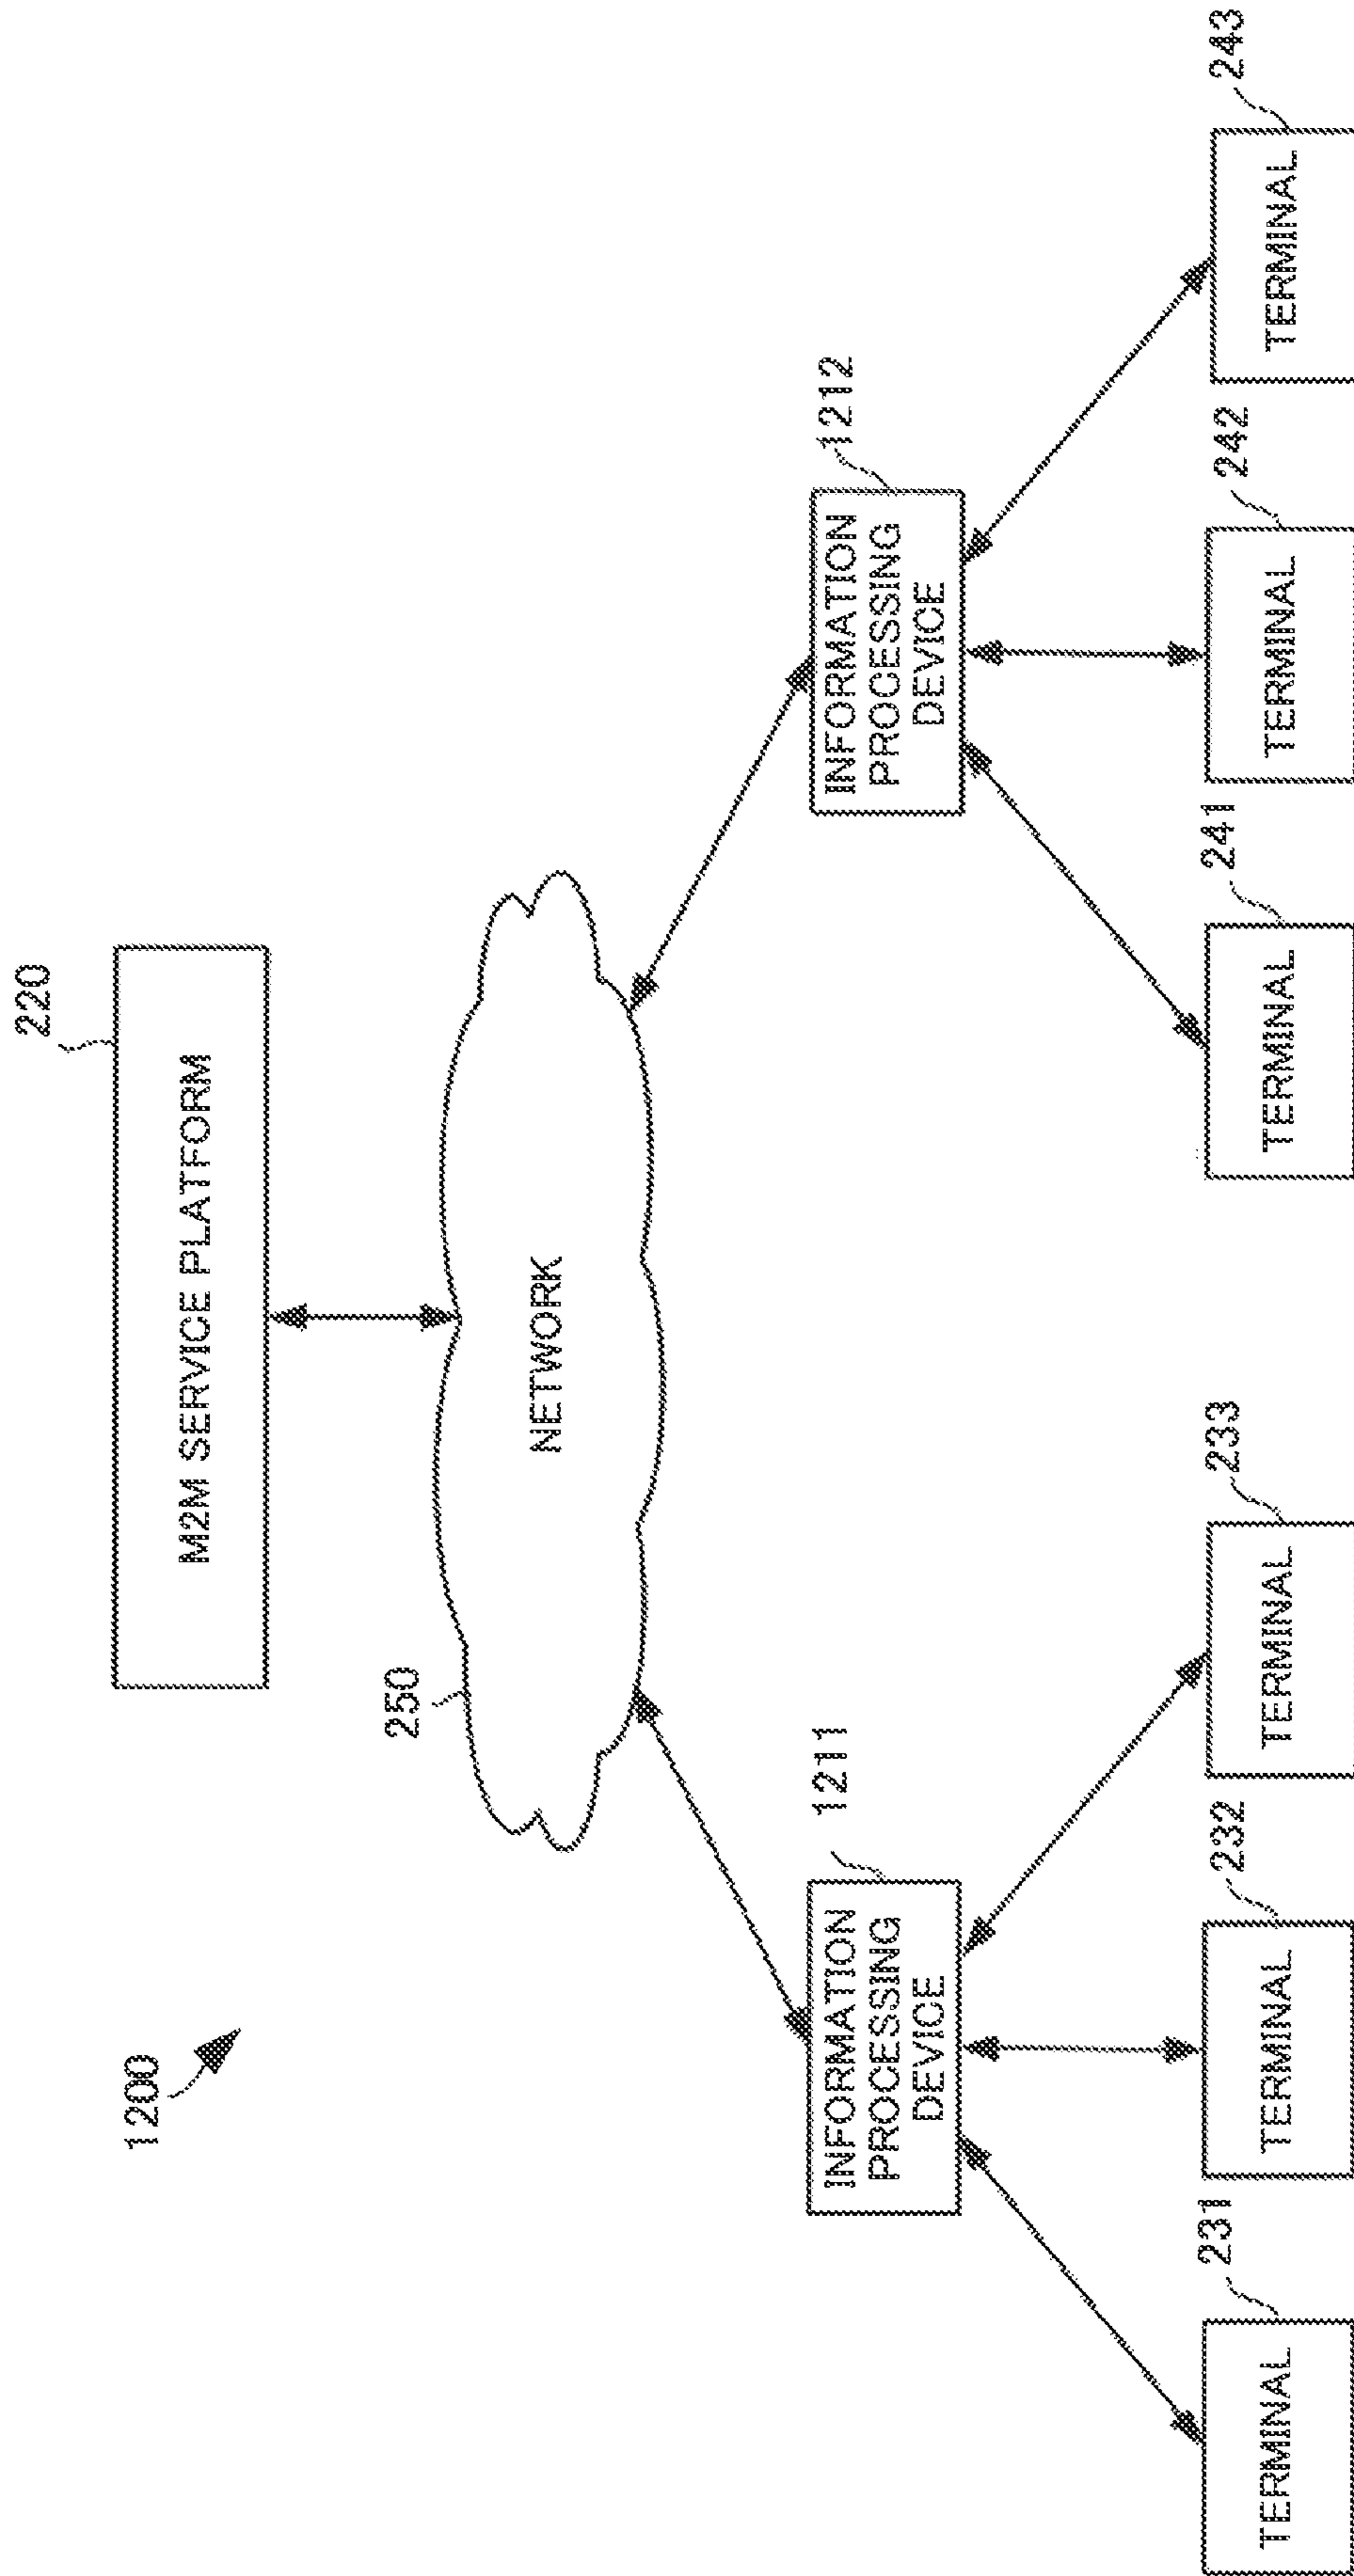 1200
220
M2M SERVICE PLATFORM
250
NETWORK
1211
INFORMATION
PROCESSING
DEVICE
1212
INFORMATION
PROCESSING
DEVICE
231
TERMINAL
232
TERMINAL
233
TERMINAL
241
TERMINAL
242
TERMINAL
243
TERMINAL